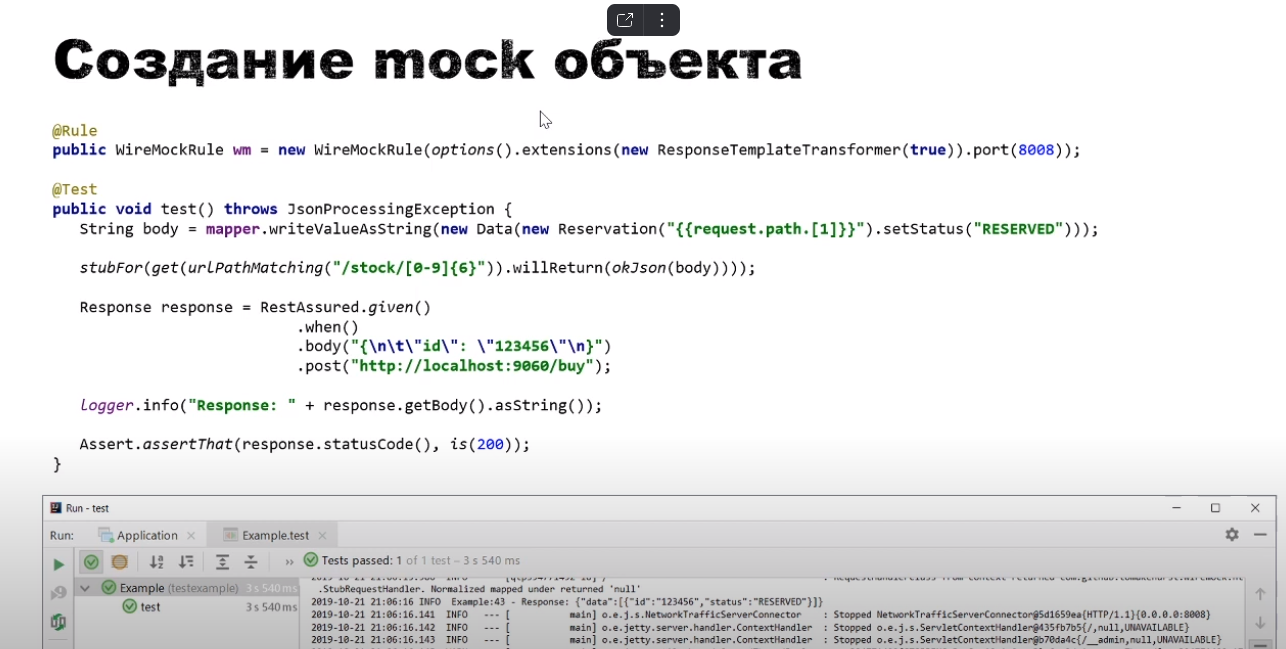 Создание mock объекта
@Rule
public WireMockRule wm = new WireMockRule(options().extensions(new ResponseTemplateTransformer(true)).port(8008));
@Test
public void test() throws JsonProcessingException {
String body = mapper.writeValueAsString(new Data(new Reservation("{{request.path.[1]}}").setStatus("RESERVED")));
stubFor(get(urlPathMatching("/stock/[0-9]{6}")).willReturn(okJson(body))));
Response response = RestAssured.given()
.when()
.body("{\n\t\"id\": \"123456\"\n}")
.post("http://localhost:9060/buy");
logger.info("Response: " + response.getBody().asString());
Assert.assertThat(response.statusCode(), is(200));
}
Run - test
Run: Application Example.test
Tests passed: 1 of 1 test – 3 s 540 ms
Example (testexample) 3 s 540 ms
test 3 s 540 ms
.StubRequestHandler. Normalized mapped under returned 'null'
2019-10-21 21:06:16 INFO Example:43 - Response: {"data":[{"id":"123456","status":"RESERVED"}]}
2019-10-21 21:06:16.141 INFO --- [ main] o.e.j.s.NetworkTrafficServerConnector : Stopped NetworkTrafficServerConnector@5d1659ea{HTTP/1.1}{0.0.0.0:8008}
2019-10-21 21:06:16.142 INFO --- [ main] o.e.jetty.server.handler.ContextHandler : Stopped o.e.j.s.ServletContextHandler@435fb7b5{/,null,UNAVAILABLE}
2019-10-21 21:06:16.143 INFO --- [ main] o.e.jetty.server.handler.ContextHandler : Stopped o.e.j.s.ServletContextHandler@b70da4c{/__admin,null,UNAVAILABLE}